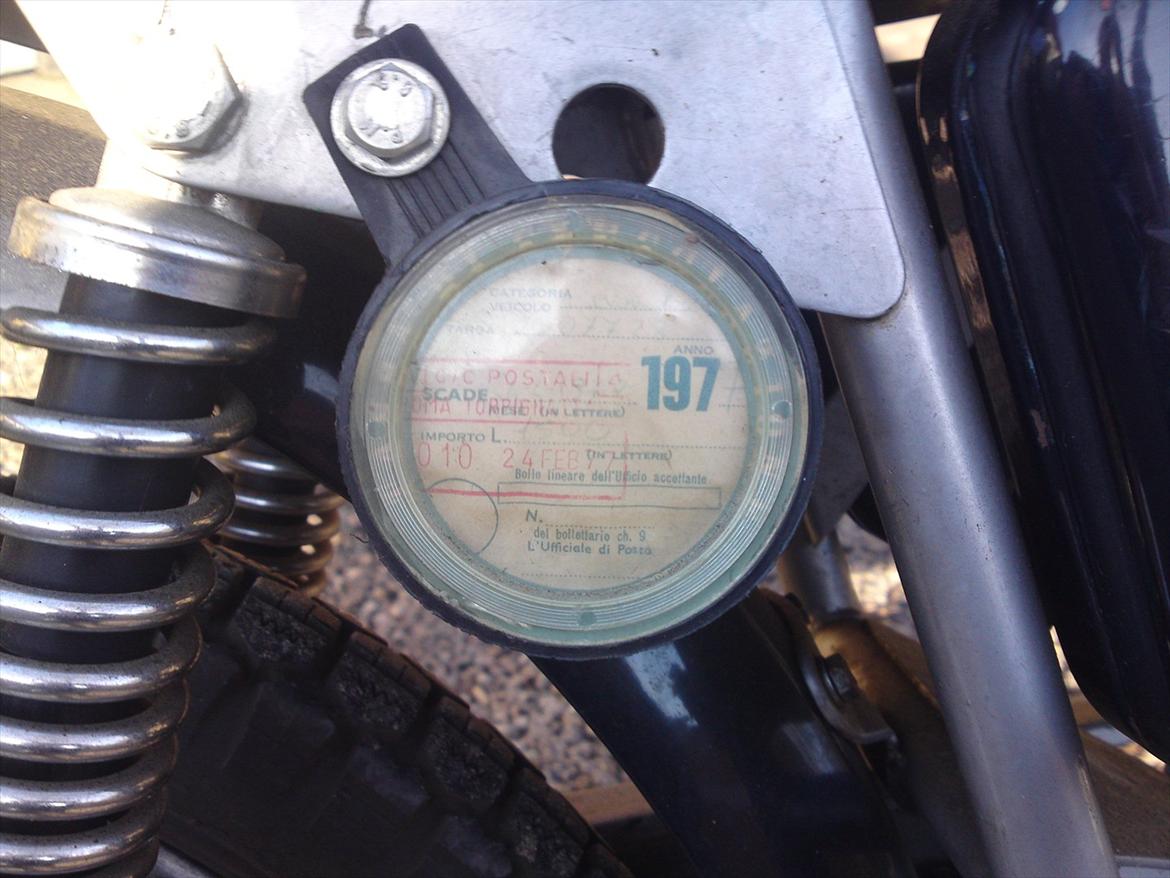 CATEGORIA
VEICOLO
TARGA
ANNO
197
C/C POSTALI
SCADE
MESE (IN LETTERE)
IMPORTO L.
(IN LETTERE)
010 24 FEB
Bollo lineare dell'Ufficio accettante
N.
del bollettario ch. 9
L'Ufficiale di Posta